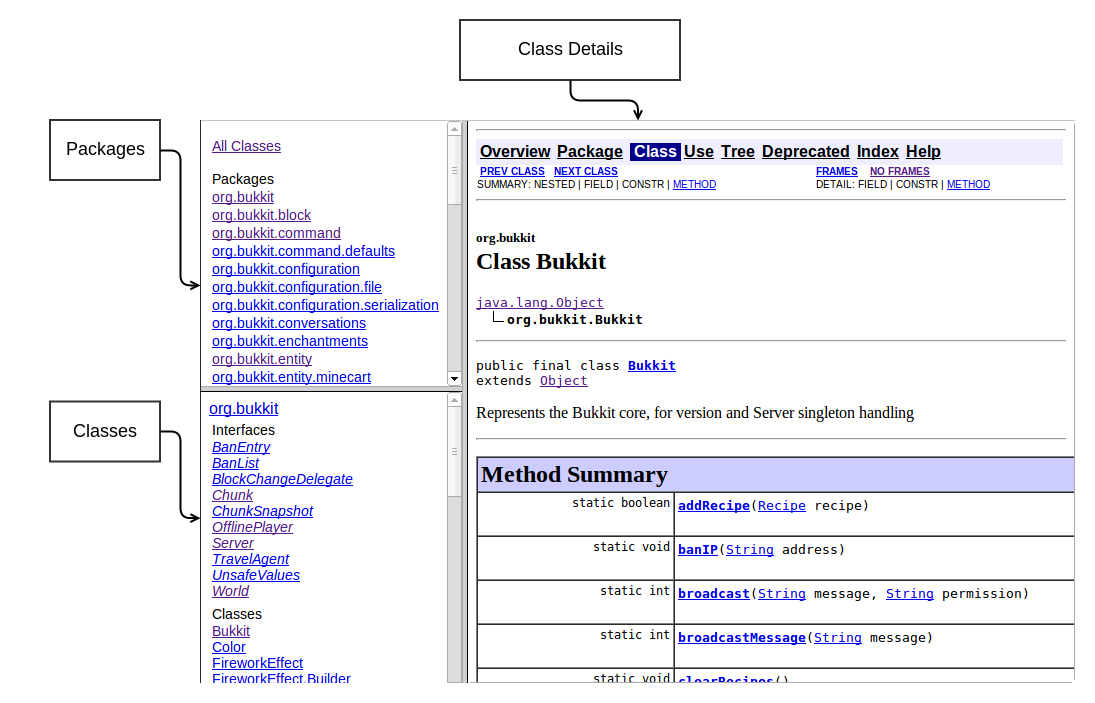 Class Details
Packages
Classes
All Classes
Packages
org.bukkit
org.bukkit.block
org.bukkit.command
org.bukkit.command.defaults
org.bukkit.configuration
org.bukkit.configuration.file
org.bukkit.configuration.serialization
org.bukkit.conversations
org.bukkit.enchantments
org.bukkit.entity
org.bukkit.entity.minecart
org.bukkit
Interfaces
BanEntry
BanList
BlockChangeDelegate
Chunk
ChunkSnapshot
OfflinePlayer
Server
TravelAgent
UnsafeValues
World
Classes
Bukkit
Color
FireworkEffect
FireworkEffect.Builder
Overview Package Class Use Tree Deprecated Index Help
PREV CLASS NEXT CLASS FRAMES NO FRAMES
SUMMARY: NESTED | FIELD | CONSTR | METHOD DETAIL: FIELD | CONSTR | METHOD
org.bukkit
Class Bukkit
java.lang.Object
org.bukkit.Bukkit
public final class Bukkit
extends Object
Represents the Bukkit core, for version and Server singleton handling
Method Summary
static boolean addRecipe(Recipe recipe)
static void banIP(String address)
static int broadcast(String message, String permission)
static int broadcastMessage(String message)
static void clearRecipes()